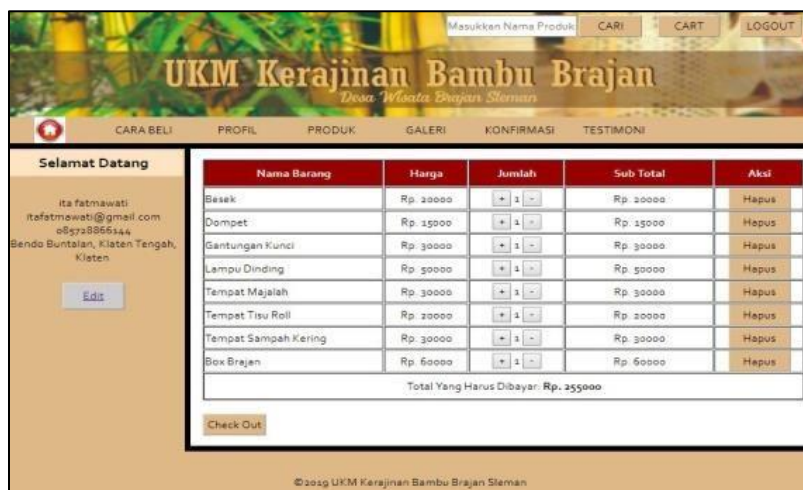 Masukkan Nama Produk CARI CART LOGOUT
UKM Kerajinan Bambu Brajan
Desa Wisata Brajan Sleman
CARA BELI PROFIL PRODUK GALERI KONFIRMASI TESTIMONI
Selamat Datang
ita fatmawati
itafatmawati@gmail.com
085728866144
Bendo Buntalan, Klaten Tengah,
Klaten
Edit
Nama Barang Harga Jumlah Sub Total Aksi
Besek Rp. 20000 + 1 - Rp. 20000 Hapus
Dompet Rp. 15000 + 1 - Rp. 15000 Hapus
Gantungan Kunci Rp. 30000 + 1 - Rp. 30000 Hapus
Lampu Dinding Rp. 50000 + 1 - Rp. 50000 Hapus
Tempat Majalah Rp. 30000 + 1 - Rp. 30000 Hapus
Tempat Tisu Roll Rp. 20000 + 1 - Rp. 20000 Hapus
Tempat Sampah Kering Rp. 30000 + 1 - Rp. 30000 Hapus
Box Brajan Rp. 60000 + 1 - Rp. 60000 Hapus
Total Yang Harus Dibayar: Rp. 255000
Check Out
©2019 UKM Kerajinan Bambu Brajan Sleman